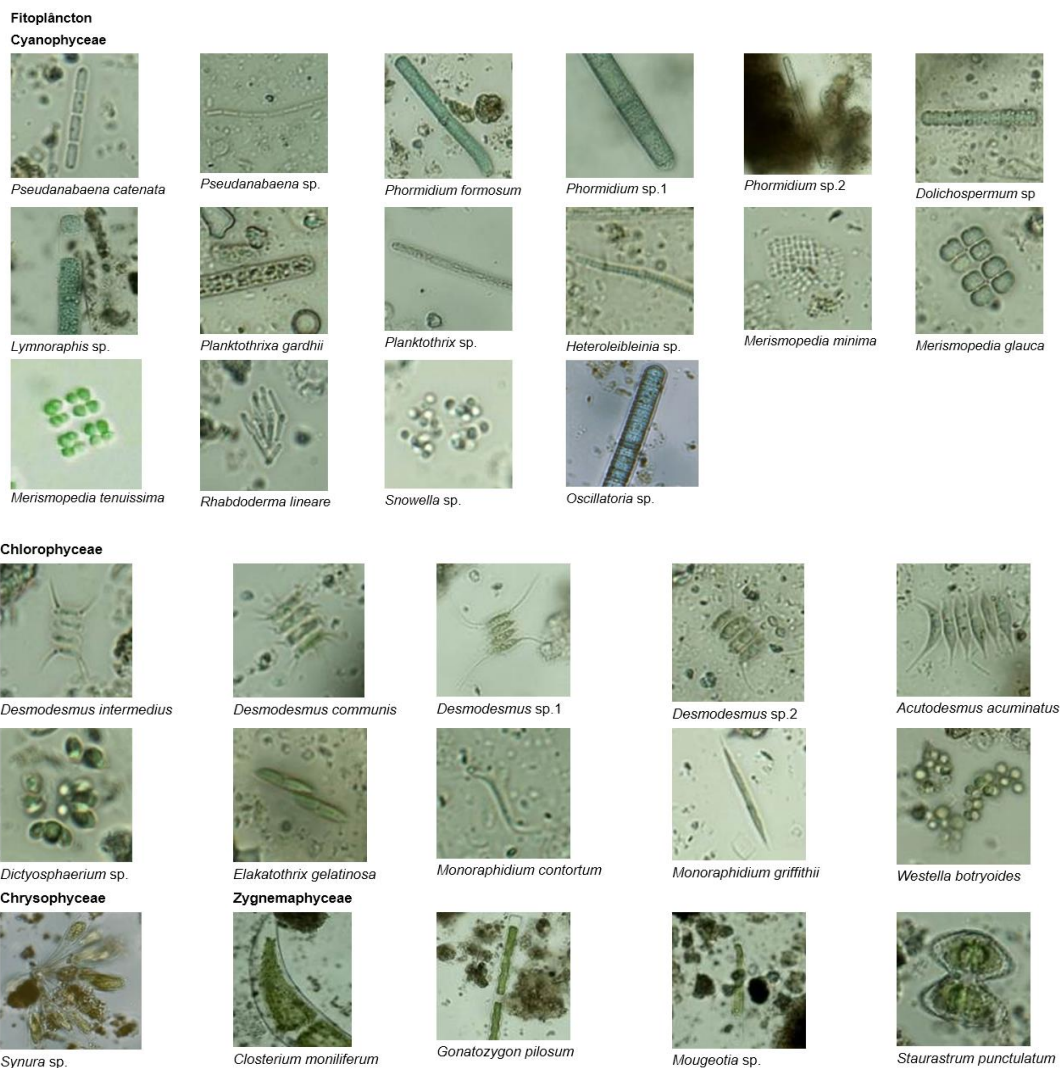 Fitoplâncton
Cyanophyceae
Pseudanabaena catenata
Pseudanabaena sp.
Phormidium formosum
Phormidium sp.1
Phormidium sp.2
Dolichospermum sp
Lymnoraphis sp.
Planktothrixa gardhii
Planktothrix sp.
Heteroleibleinia sp.
Merismopedia minima
Merismopedia glauca
Merismopedia tenuissima
Rhabdoderma lineare
Snowella sp.
Oscillatoria sp.
Chlorophyceae
Desmodesmus intermedius
Desmodesmus communis
Desmodesmus sp.1
Desmodesmus sp.2
Acutodesmus acuminatus
Dictyosphaerium sp.
Elakatothrix gelatinosa
Monoraphidium contortum
Monoraphidium griffithii
Westella botryoides
Chrysophyceae
Zygnemaphyceae
Synura sp.
Closterium moniliferum
Gonatozygon pilosum
Mougeotia sp.
Staurastrum punctulatum